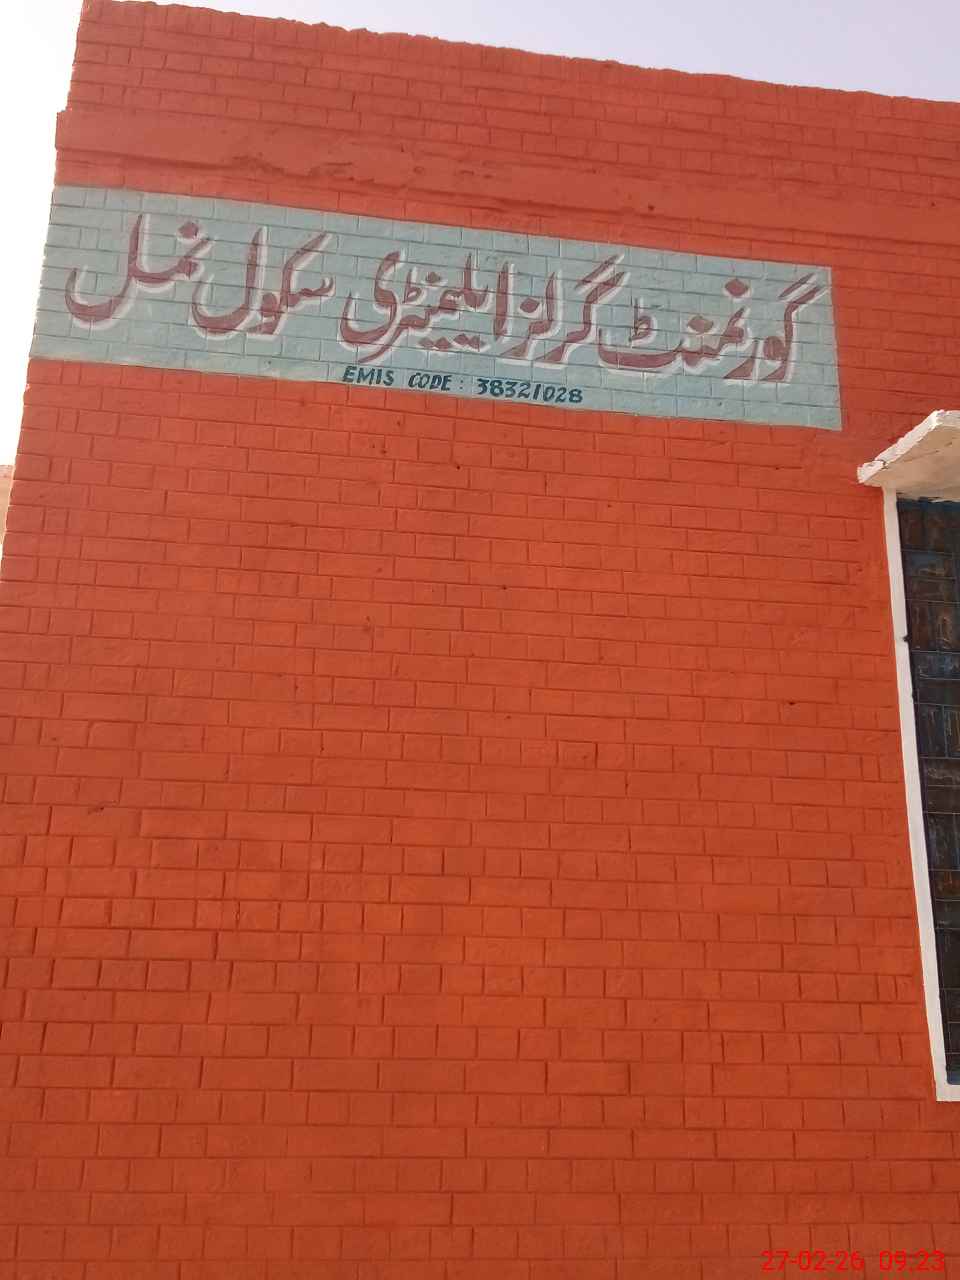 گورنمنٹ گرلز ایلیمنٹری سکول نمل
EMIS CODE : 38321028
27-02-26 09:23